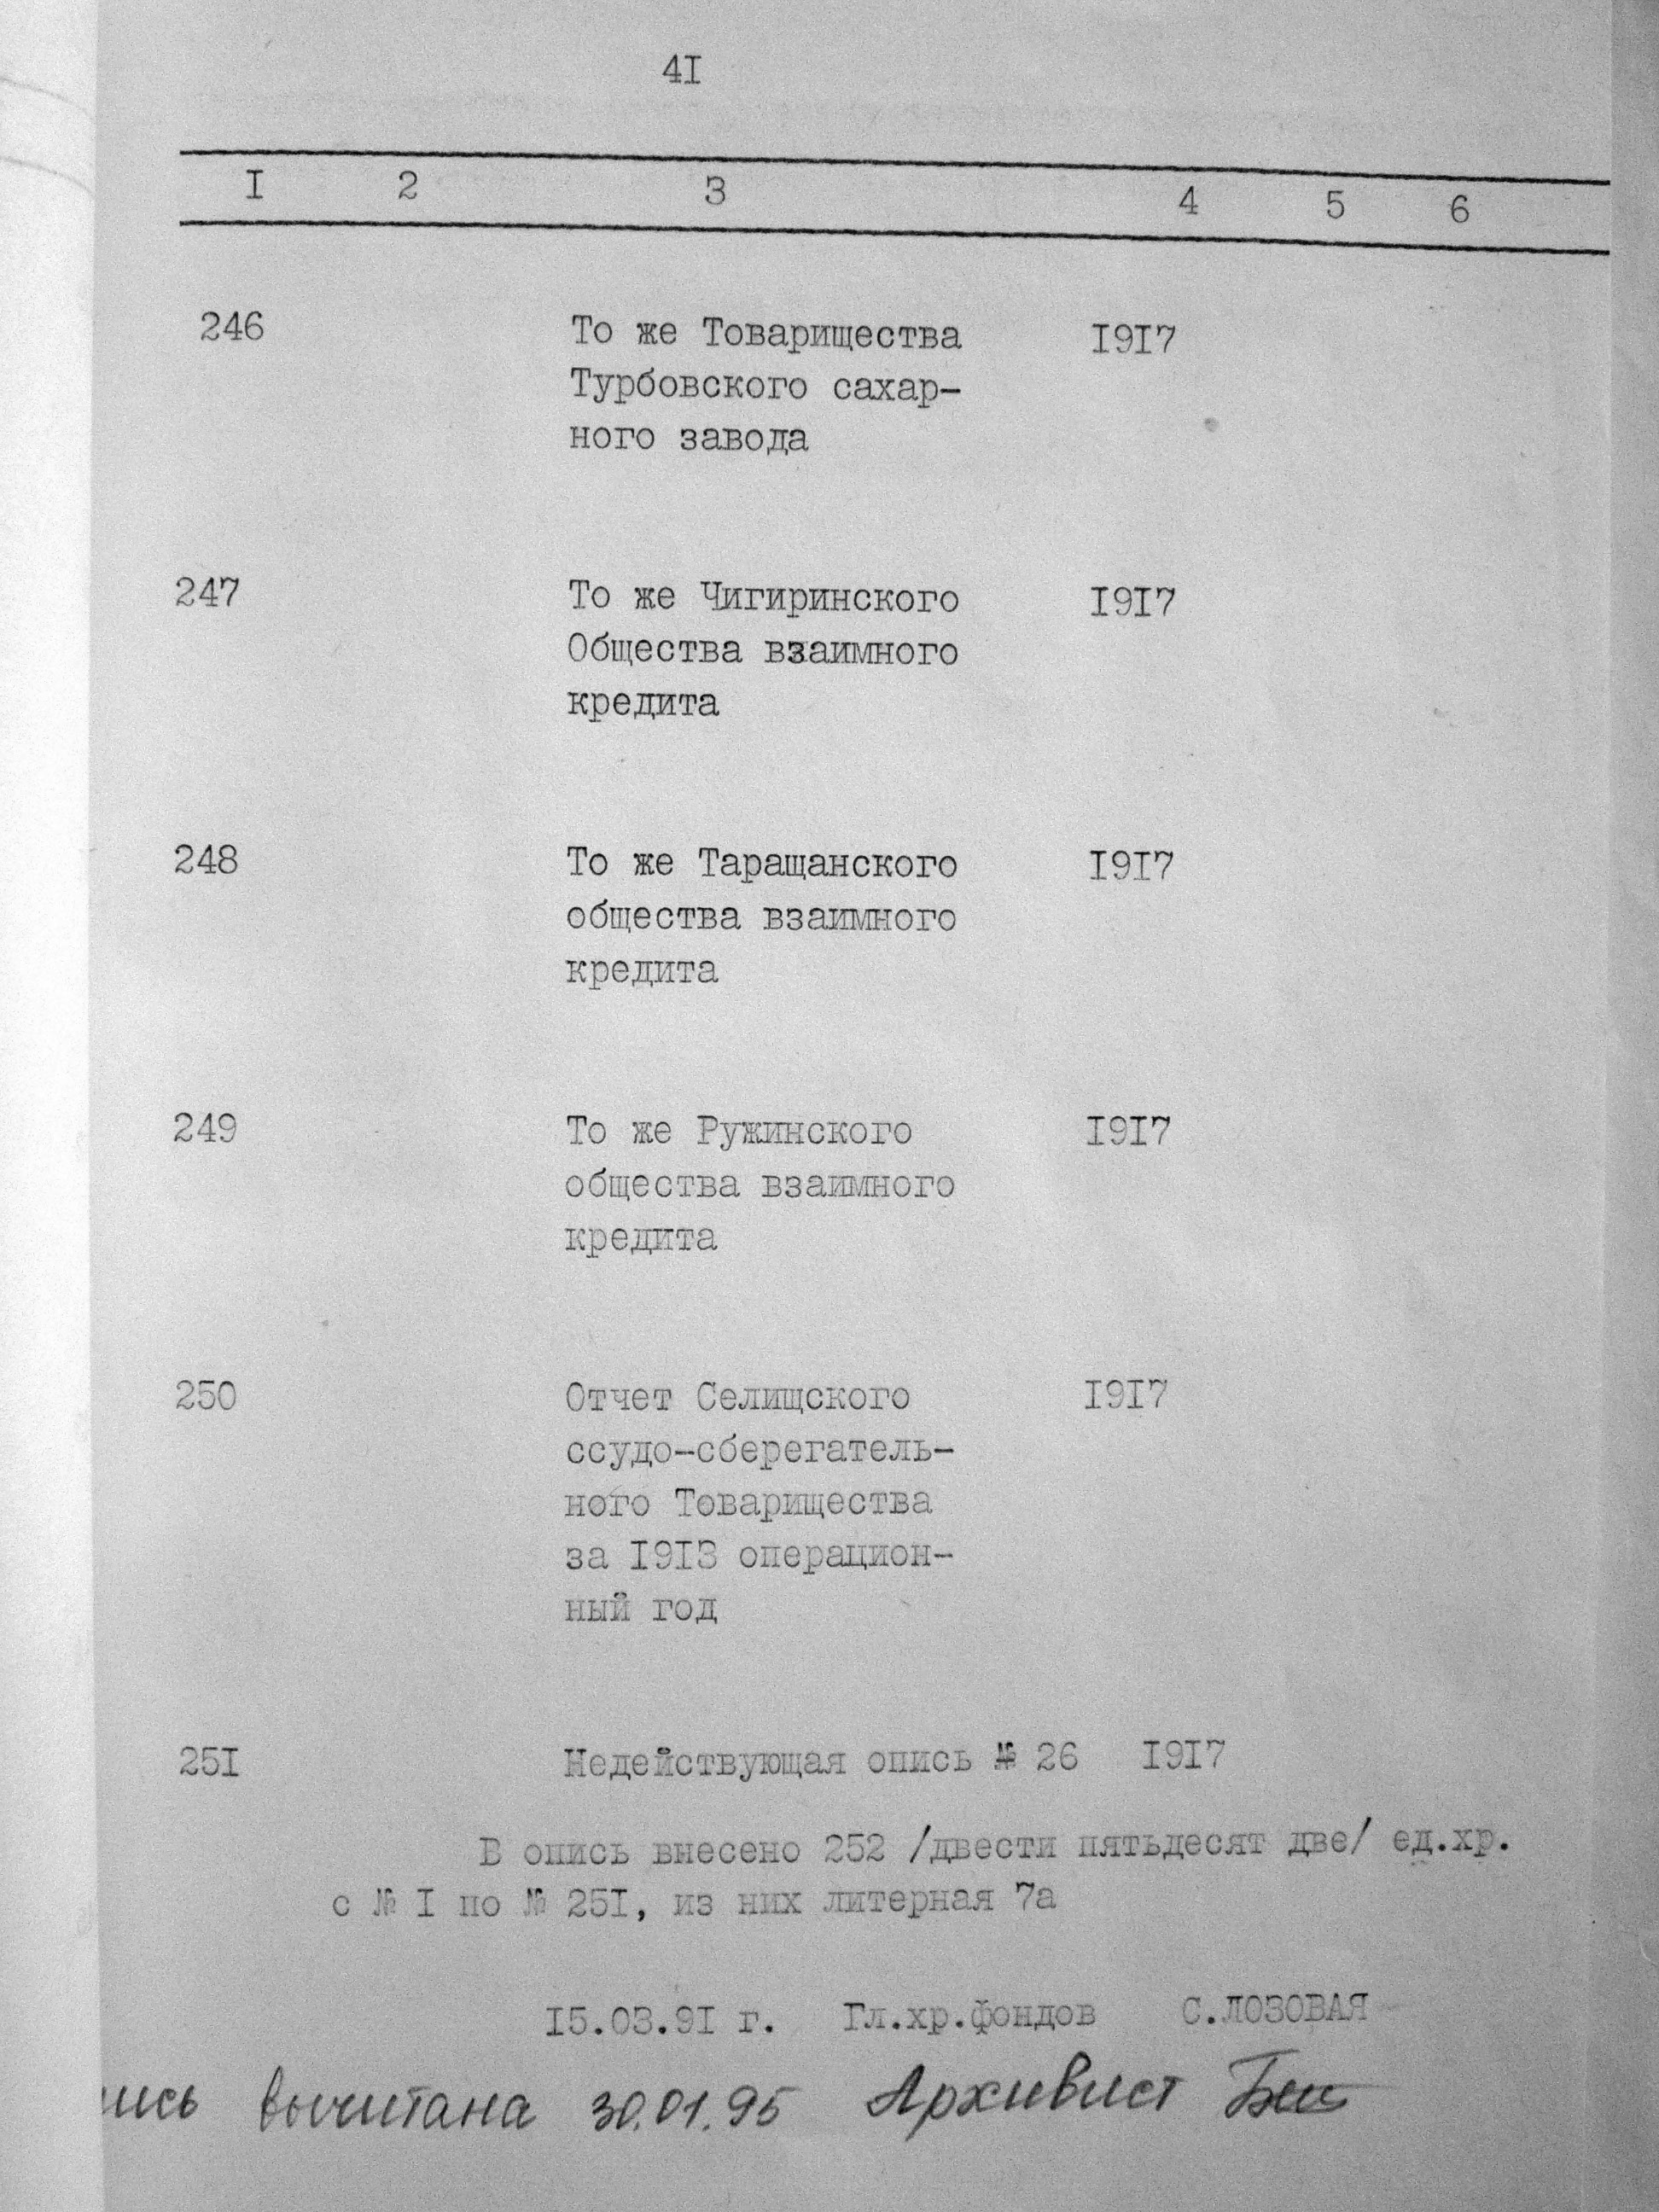 4I
I 2 3 4 5 6
246 То же Товарищества I9I7
Турбовского сахар-
ного завода
247 То же Чигиринского I9I7
Общества взаимного
кредита
248 То же Таращанского I9I7
общества взаимного
кредита
249 То же Ружинского I9I7
общества взаимного
кредита
250 Отчет Селищского I9I7
ссудо-сберегатель-
ного Товарищества
за I9I3 операцион-
ный год
25I Недействующая опись № 26 I9I7
В опись внесено 252 /двести пятьдесят две/ ед.хр.
с № I по № 25I, из них литерная 7а
I5.03.9I г. Гл.хр.фондов С.ЛОЗОВАЯ
пись вычитана 30.01.95 Архивист